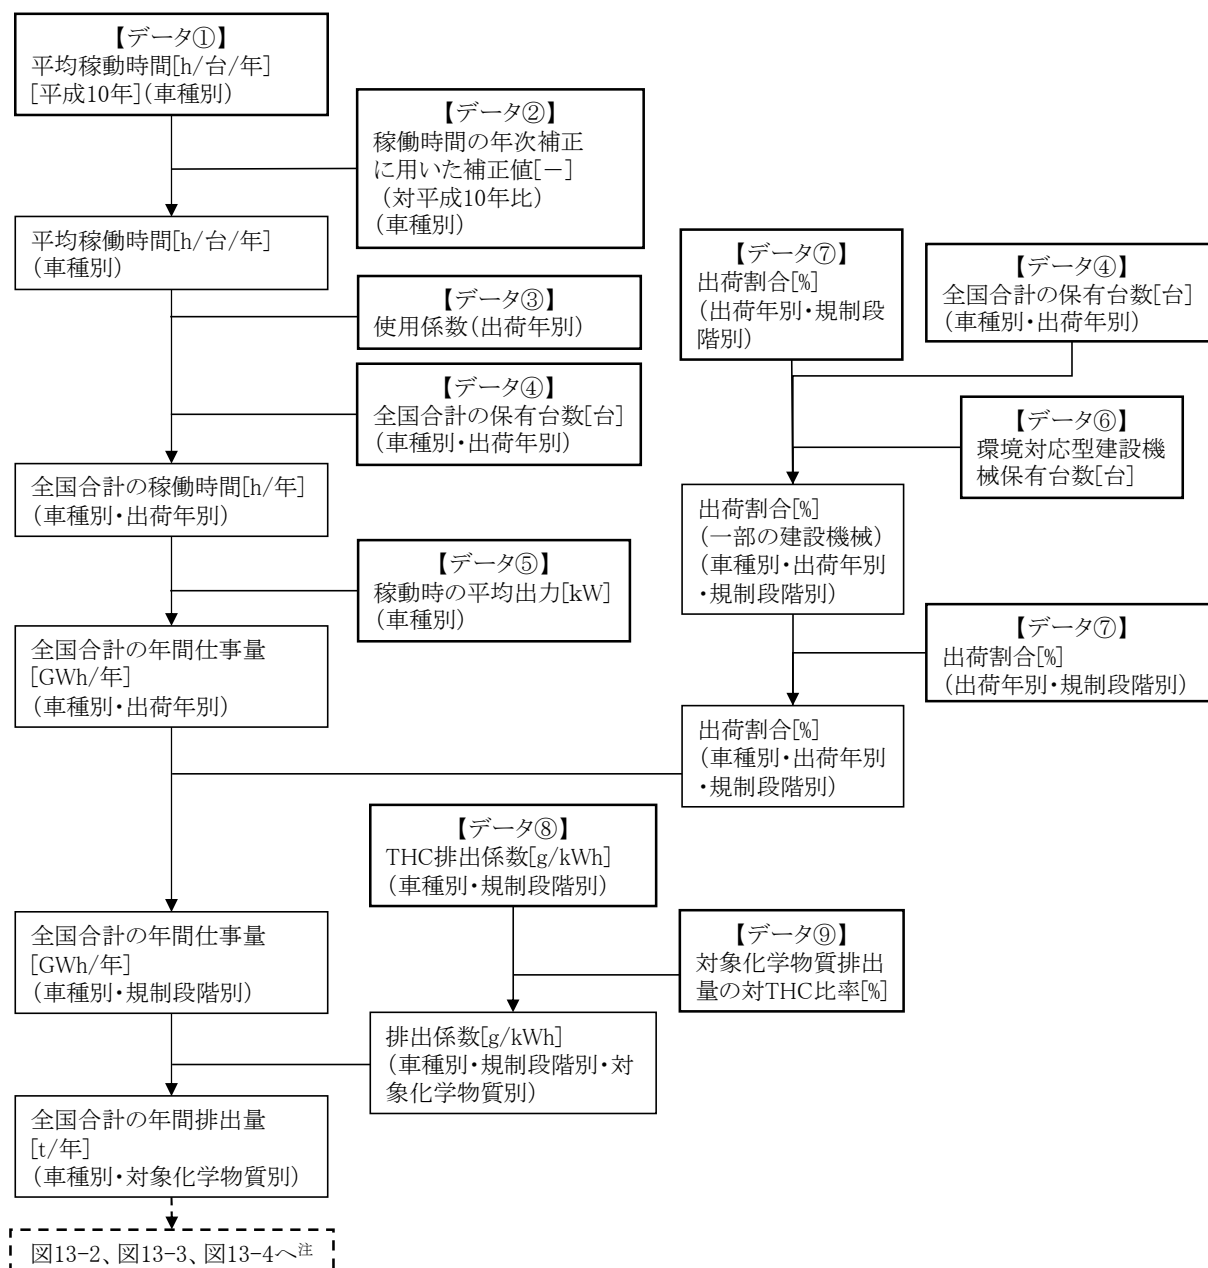 【データ①】
平均稼動時間[h/台/年]
[平成10年](車種別)
【データ②】
稼働時間の年次補正
に用いた補正値[－]
(対平成10年比)
(車種別)
平均稼働時間[h/台/年]
(車種別)
【データ③】
使用係数(出荷年別)
【データ④】
全国合計の保有台数[台]
(車種別・出荷年別)
全国合計の稼働時間[h/年]
(車種別・出荷年別)
【データ⑤】
稼動時の平均出力[kW]
(車種別)
全国合計の年間仕事量
[GWh/年]
(車種別・出荷年別)
【データ⑦】
出荷割合[%]
(出荷年別・規制段
階別)
【データ④】
全国合計の保有台数[台]
(車種別・出荷年別)
【データ⑥】
環境対応型建設機
械保有台数[台]
出荷割合[%]
(一部の建設機械)
(車種別・出荷年別
・規制段階別)
【データ⑦】
出荷割合[%]
(出荷年別・規制段階別)
出荷割合[%]
(車種別・出荷年別
・規制段階別)
【データ⑧】
THC排出係数[g/kWh]
(車種別・規制段階別)
【データ⑨】
対象化学物質排出
量の対THC比率[%]
全国合計の年間仕事量
[GWh/年]
(車種別・規制段階別)
排出係数[g/kWh]
(車種別・規制段階別・対
象化学物質別)
全国合計の年間排出量
[t/年]
(車種別・対象化学物質別)
図13-2、図13-3、図13-4へ注